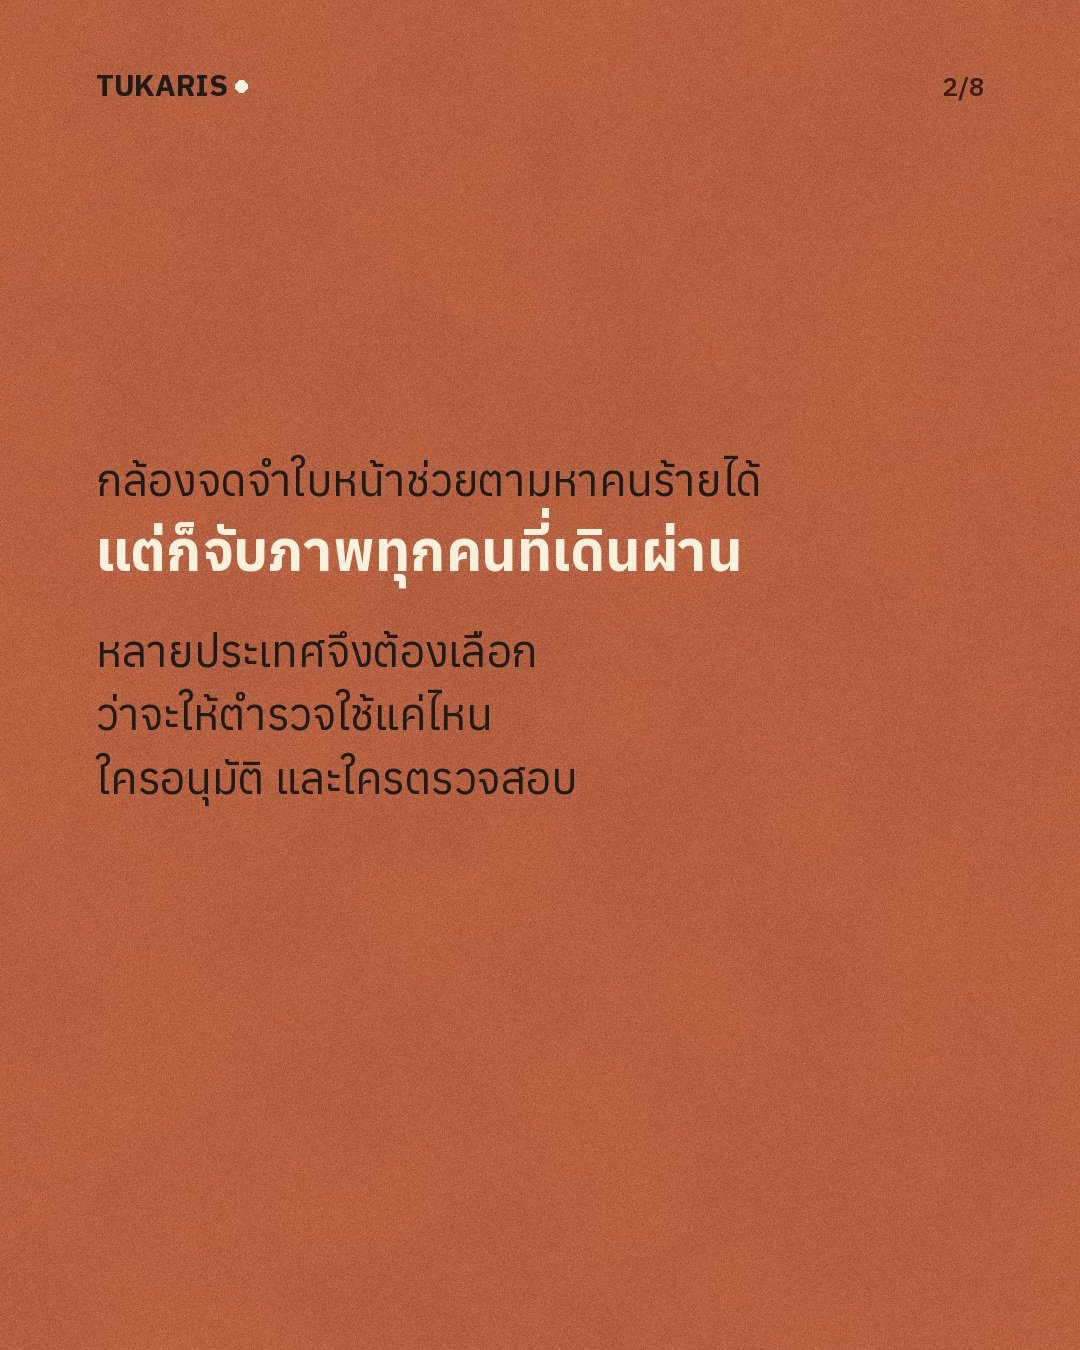 TUKARIS
2/8
กล้องจดจำใบหน้าช่วยตามหาคนร้ายได้
แต่ก็จับภาพทุกคนที่เดินผ่าน
หลายประเทศจึงต้องเลือก
ว่าจะให้ตำรวจใช้แค่ไหน
ใครอนุมัติ และใครตรวจสอบ